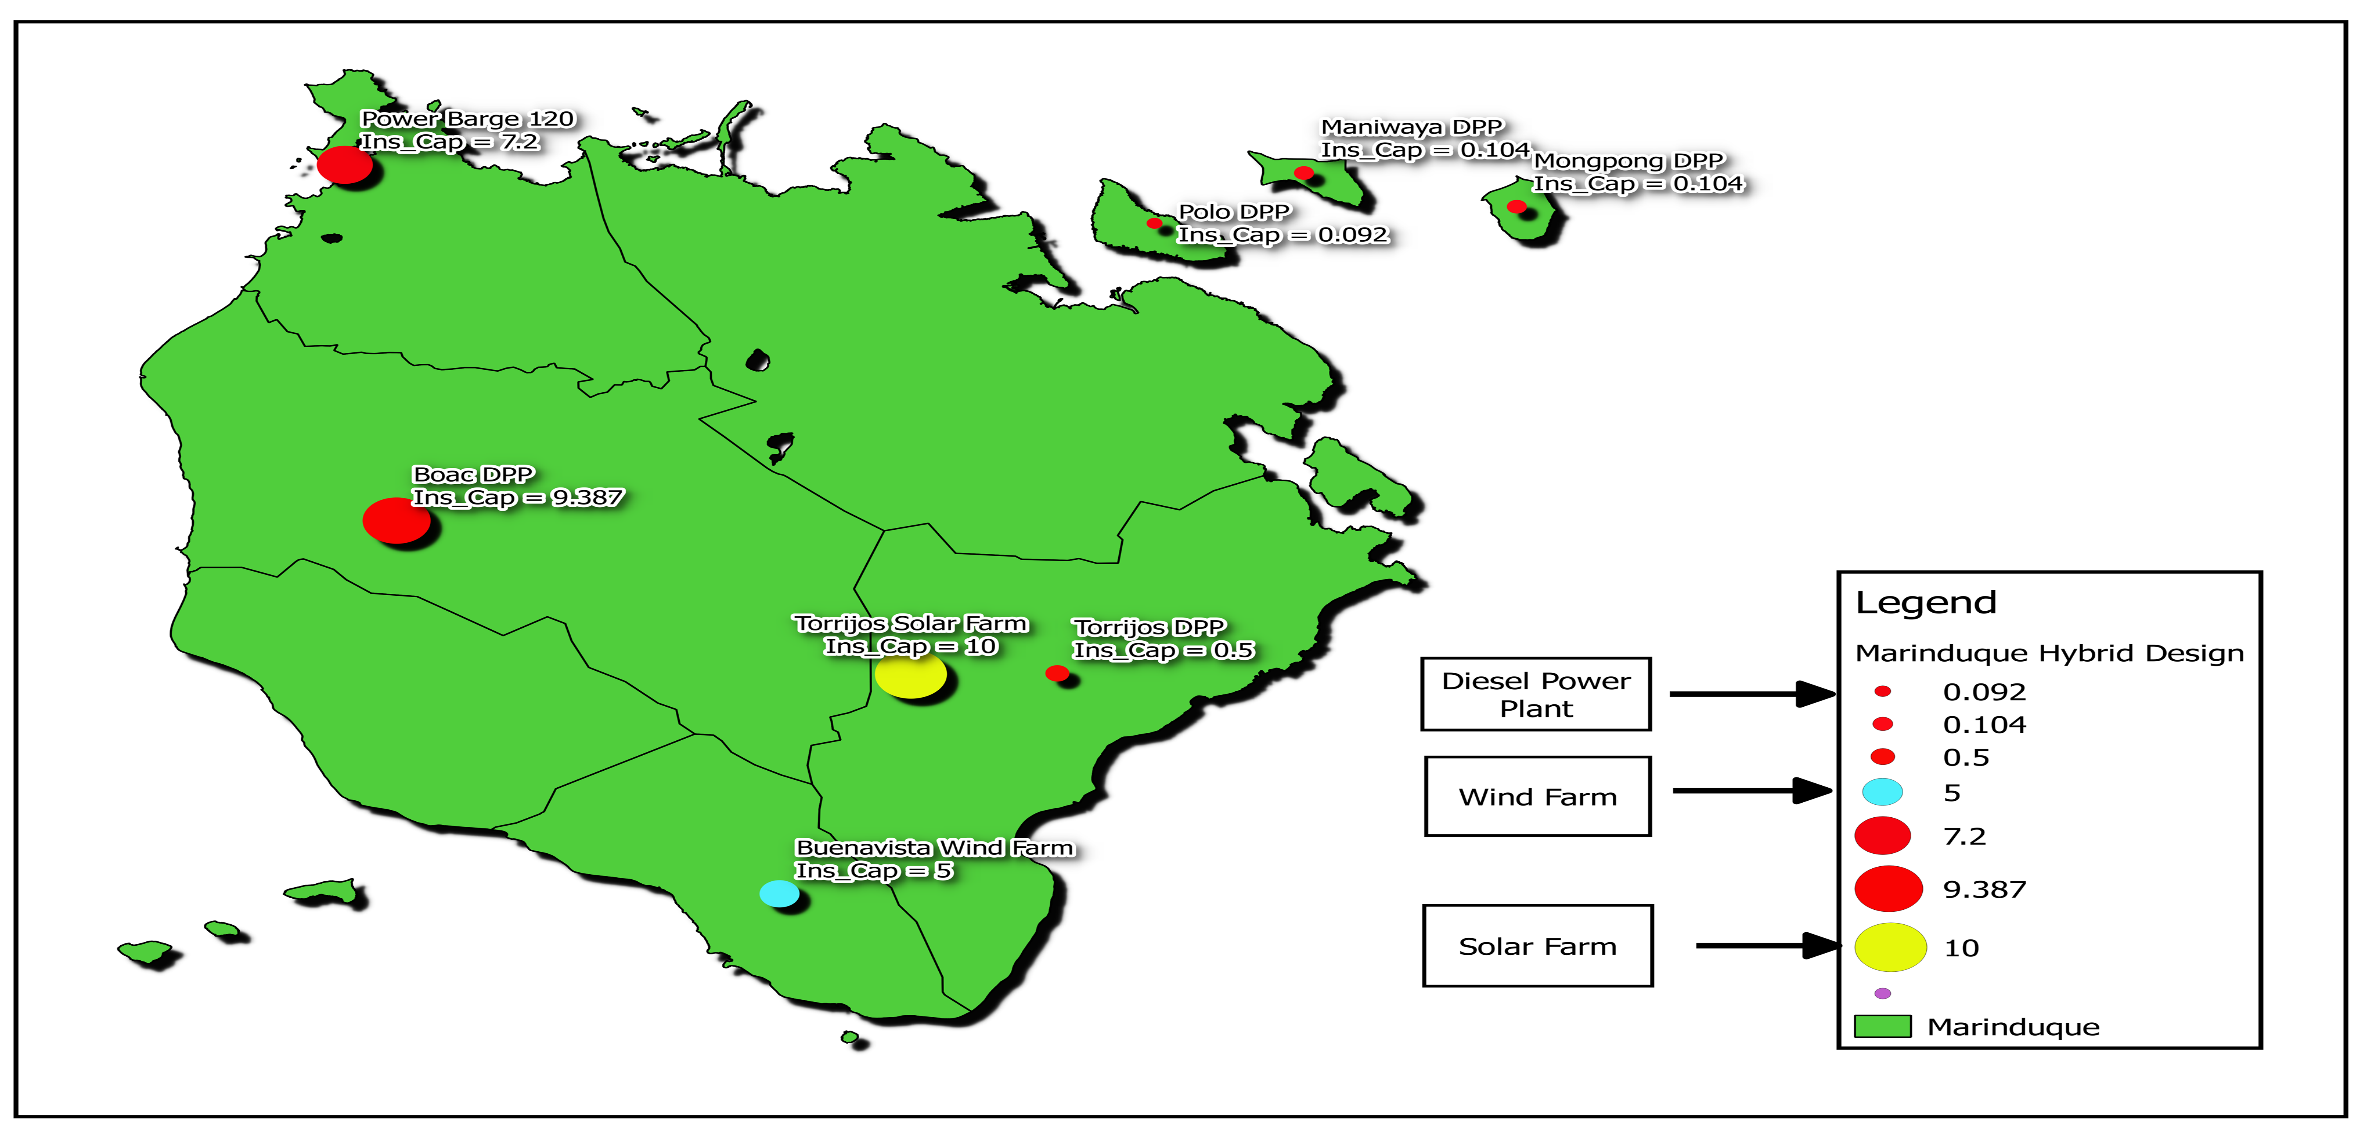 Power Barge 120
Ins_Cap = 7.2
Maniwaya DPP
Ins_Cap = 0.104
Mongpong DPP
Ins_Cap = 0.104
Polo DPP
Ins_Cap = 0.092
Boac DPP
Ins_Cap = 9.387
Torrijos Solar Farm
Ins_Cap = 10
Torrijos DPP
Ins_Cap = 0.5
Buenavista Wind Farm
Ins_Cap = 5
Diesel Power
Plant
Wind Farm
Solar Farm
Legend
Marinduque Hybrid Design
0.092
0.104
0.5
5
7.2
9.387
10
Marinduque